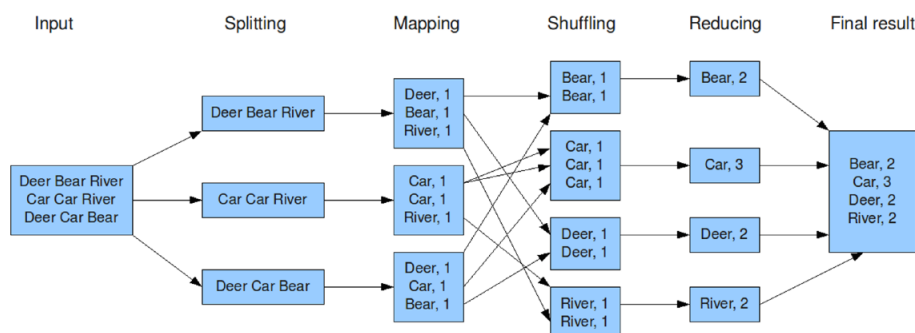 Input
Splitting
Mapping
Shuffling
Reducing
Final result
Deer Bear River
Car Car River
Deer Car Bear
Deer Bear River
Car Car River
Deer Car Bear
Deer, 1
Bear, 1
River, 1
Car, 1
Car, 1
River, 1
Deer, 1
Car, 1
Bear, 1
Bear, 1
Bear, 1
Car, 1
Car, 1
Car, 1
Deer, 1
Deer, 1
River, 1
River, 1
Bear, 2
Car, 3
Deer, 2
River, 2
Bear, 2
Car, 3
Deer, 2
River, 2